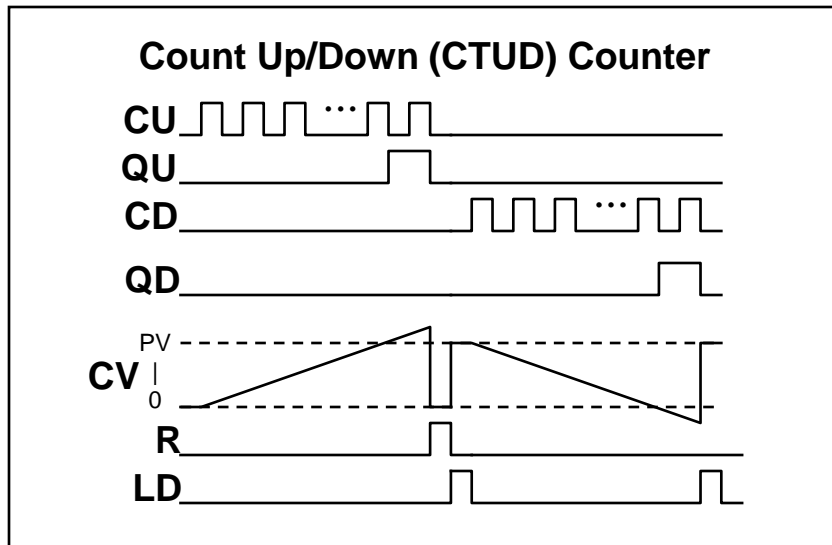 Count Up/Down (CTUD) Counter
CU
...
QU
CD
...
QD
PV
CV
0
R
LD